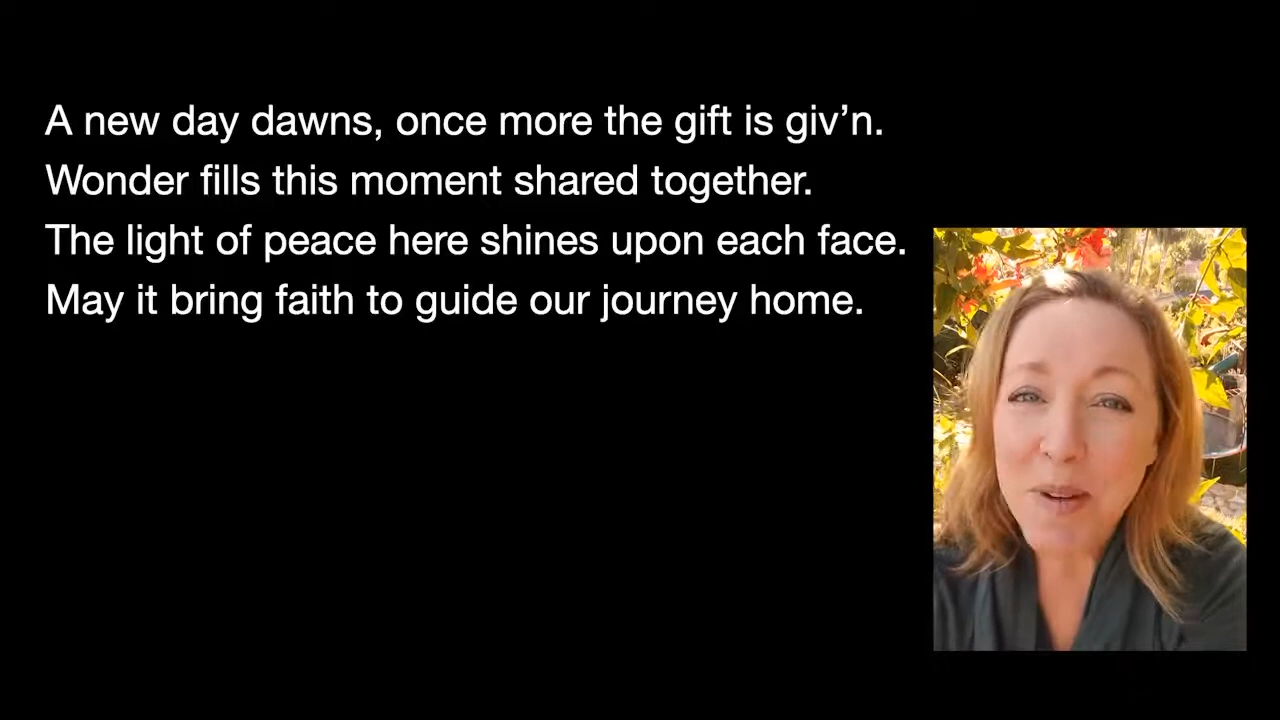 A new day dawns, once more the gift is giv’n.
Wonder fills this moment shared together.
The light of peace here shines upon each face.
May it bring faith to guide our journey home.